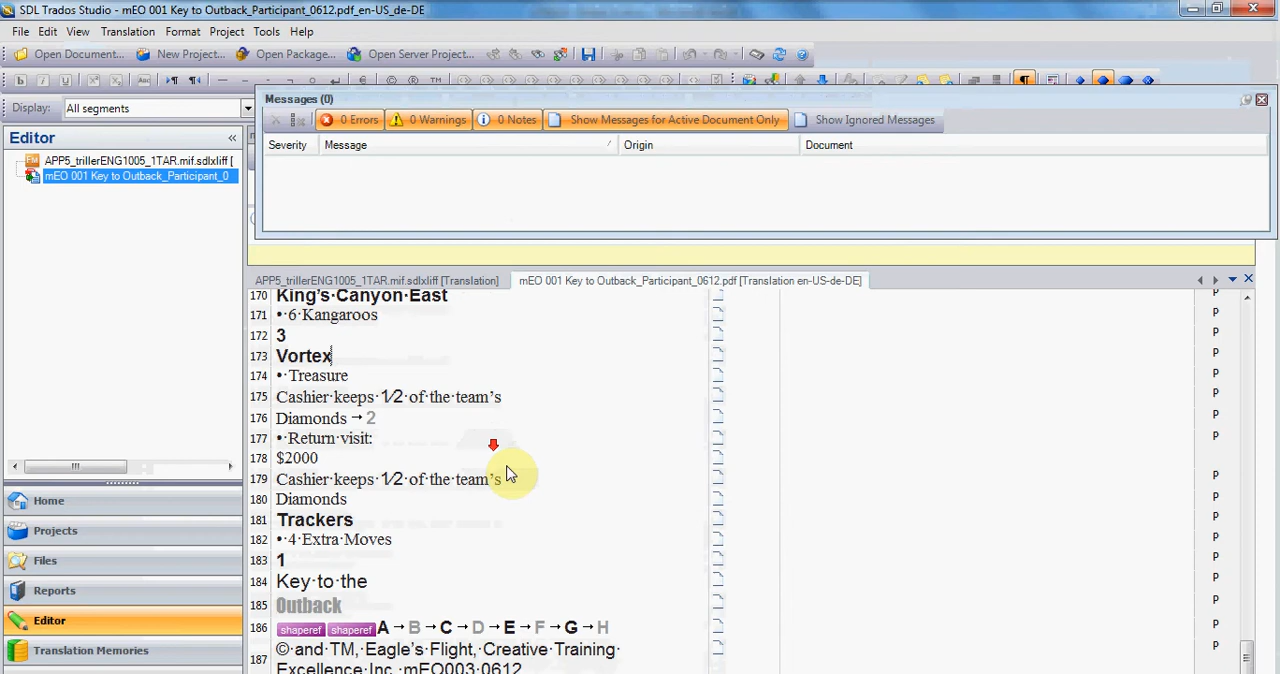 SDL Trados Studio - mEO 001 Key to Outback_Participant_0612.pdf_en-US_de-DE
File Edit View Translation Format Project Tools Help
Open Document... New Project... Open Package... Open Server Project...
Display: All segments
Messages (0)
0 Errors 0 Warnings 0 Notes Show Messages for Active Document Only Show Ignored Messages
Severity Message Origin Document
Editor
APP5_trillerENG1005_1TAR.mif.sdlxliff [
mEO 001 Key to Outback_Participant_0
Home
Projects
Files
Reports
Editor
Translation Memories
APP5_trillerENG1005_1TAR.mif.sdlxliff [Translation] mEO 001 Key to Outback_Participant_0612.pdf [Translation en-US-de-DE]
170 King's·Canyon·East P
171 •·6·Kangaroos P
172 3 P
173 Vortex P
174 •·Treasure P
175 Cashier·keeps·1⁄2·of·the·team's P
176 Diamonds→2 P
177 •·Return·visit: P
178 $2000
179 Cashier·keeps·1⁄2·of·the·team's P
180 Diamonds P
181 Trackers P
182 •·4·Extra·Moves P
183 1 P
184 Key·to·the P
185 Outback P
186 shaperef shaperef A→B→C→D→E→F→G→H P
187 ©·and·TM,·Eagle's·Flight,·Creative·Training· P
Excellence·Inc.·mEO003·0612